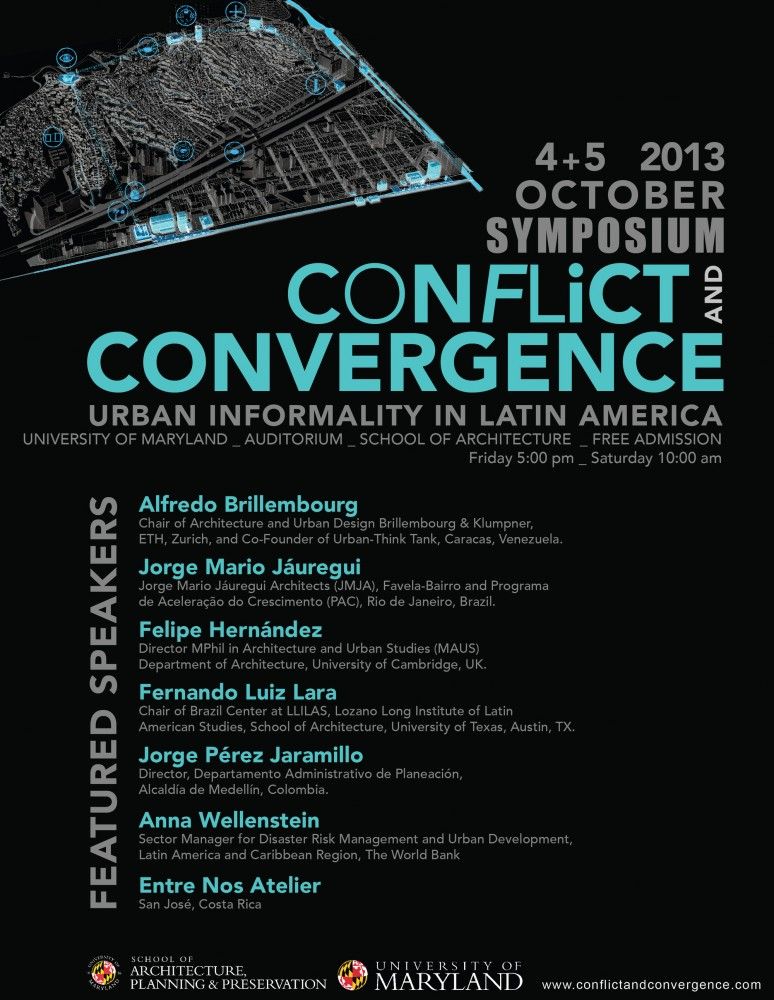 4+5 2013
OCTOBER
SYMPOSIUM
CONFLiCT AND
CONVERGENCE
URBAN INFORMALITY IN LATIN AMERICA
UNIVERSITY OF MARYLAND _ AUDITORIUM _ SCHOOL OF ARCHITECTURE _ FREE ADMISSION
Friday 5:00 pm _ Saturday 10:00 am
FEATURED SPEAKERS
Alfredo Brillembourg
Chair of Architecture and Urban Design Brillembourg & Klumpner,
ETH, Zurich, and Co-Founder of Urban-Think Tank, Caracas, Venezuela.
Jorge Mario Jáuregui
Jorge Mario Jáuregui Architects (JMJA), Favela-Bairro and Programa
de Aceleração do Crescimento (PAC), Rio de Janeiro, Brazil.
Felipe Hernández
Director MPhil in Architecture and Urban Studies (MAUS)
Department of Architecture, University of Cambridge, UK.
Fernando Luiz Lara
Chair of Brazil Center at LLILAS, Lozano Long Institute of Latin
American Studies, School of Architecture, University of Texas, Austin, TX.
Jorge Pérez Jaramillo
Director, Departamento Administrativo de Planeación,
Alcaldía de Medellín, Colombia.
Anna Wellenstein
Sector Manager for Disaster Risk Management and Urban Development,
Latin America and Caribbean Region, The World Bank
Entre Nos Atelier
San José, Costa Rica
UNIVERSITY OF
MARYLAND
SCHOOL OF
ARCHITECTURE,
PLANNING & PRESERVATION
UNIVERSITY OF
MARYLAND
www.conflictandconvergence.com